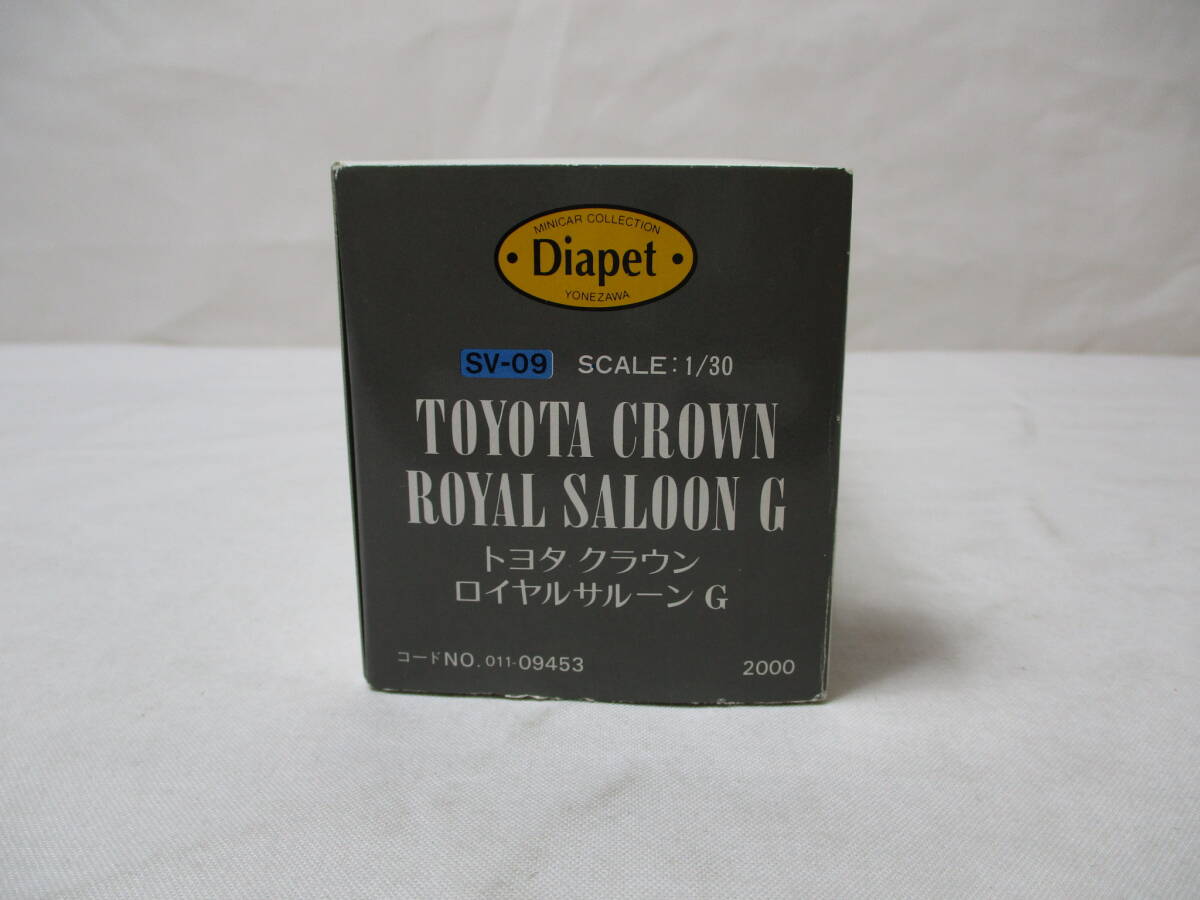 MINICAR COLLECTION
• Diapet •
YONEZAWA
SV-09 SCALE: 1/30
TOYOTA CROWN
ROYAL SALOON G
トヨタ クラウン
ロイヤルサルーン G
コードNO. 011-09453 2000